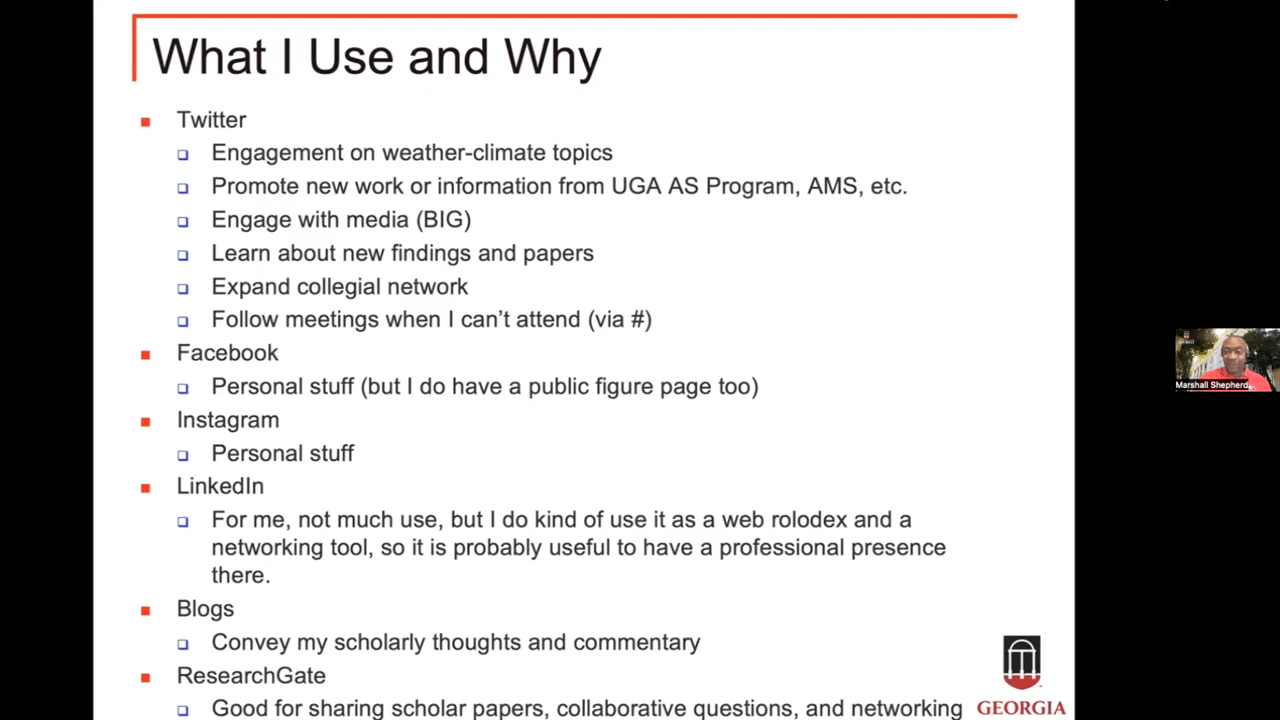 What I Use and Why
Twitter
Engagement on weather-climate topics
Promote new work or information from UGA AS Program, AMS, etc.
Engage with media (BIG)
Learn about new findings and papers
Expand collegial network
Follow meetings when I can't attend (via #)
Facebook
Personal stuff (but I do have a public figure page too)
Instagram
Personal stuff
LinkedIn
For me, not much use, but I do kind of use it as a web rolodex and a
networking tool, so it is probably useful to have a professional presence
there.
Blogs
Convey my scholarly thoughts and commentary
ResearchGate
Good for sharing scholar papers, collaborative questions, and networking
GEORGIA
Marshall Shepherd